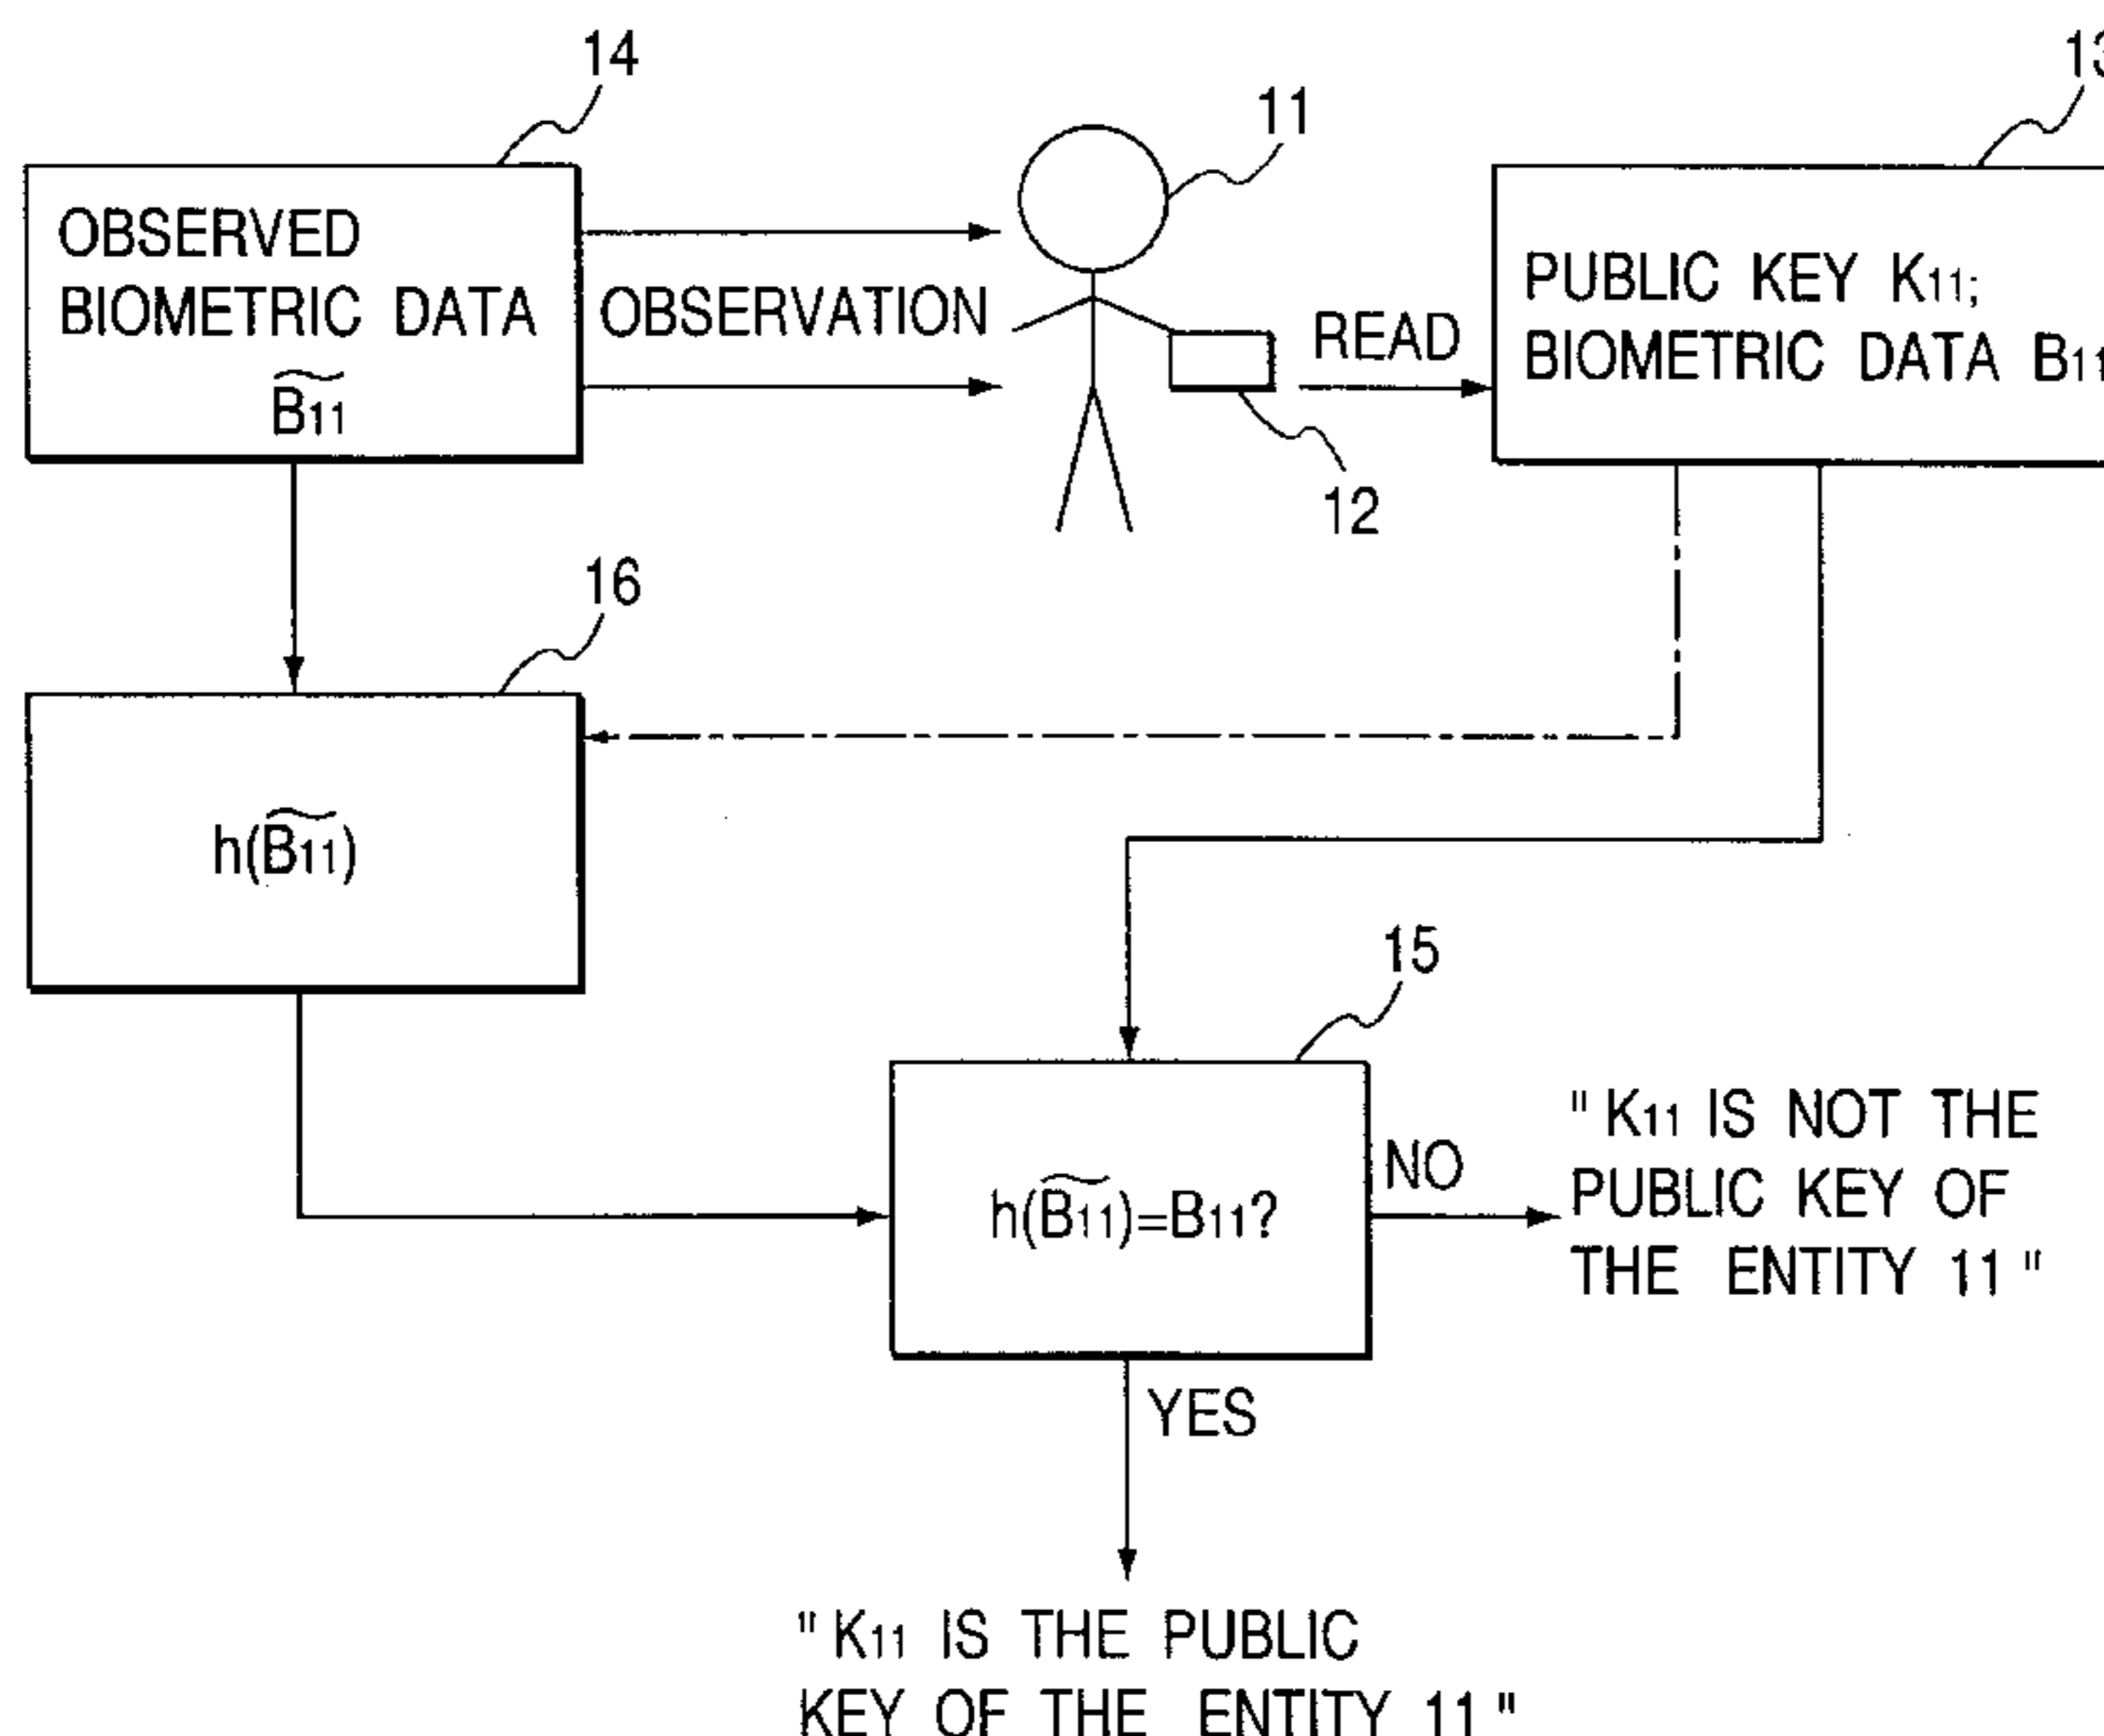 14
11
13
OBSERVED
BIOMETRIC DATA
B̃11
OBSERVATION
READ
PUBLIC KEY K11;
BIOMETRIC DATA B11
12
16
h(B̃11)
15
h(B̃11)=B11?
NO
" K11 IS NOT THE
PUBLIC KEY OF
THE ENTITY 11 "
YES
" K11 IS THE PUBLIC
KEY OF THE ENTITY 11 "